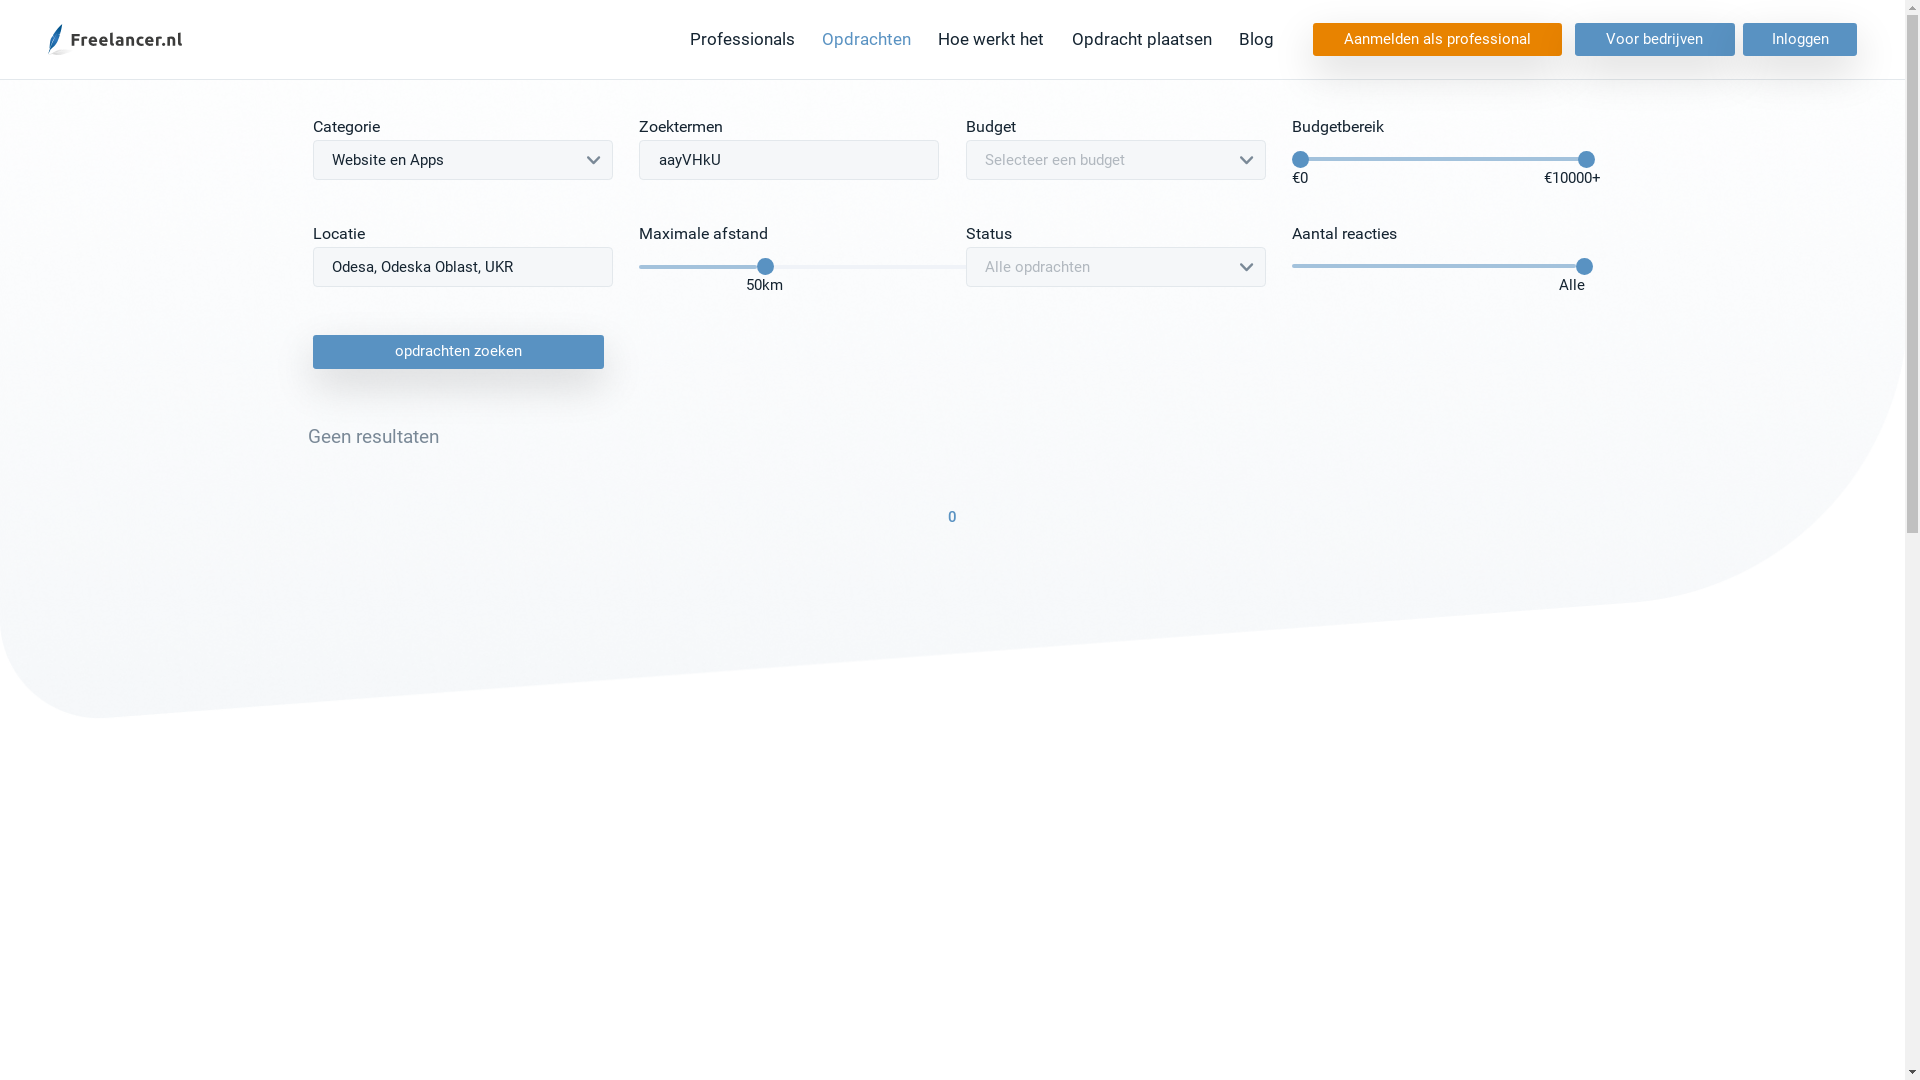 Freelancer.nl
Professionals Opdrachten Hoe werkt het Opdracht plaatsen Blog Aanmelden als professional Voor bedrijven Inloggen
Categorie Zoektermen Budget Budgetbereik
Website en Apps aayVHkU Selecteer een budget
€0 €10000+
Locatie Maximale afstand Status Aantal reacties
Odesa, Odeska Oblast, UKR Alle opdrachten
50km Alle
opdrachten zoeken
Geen resultaten
0